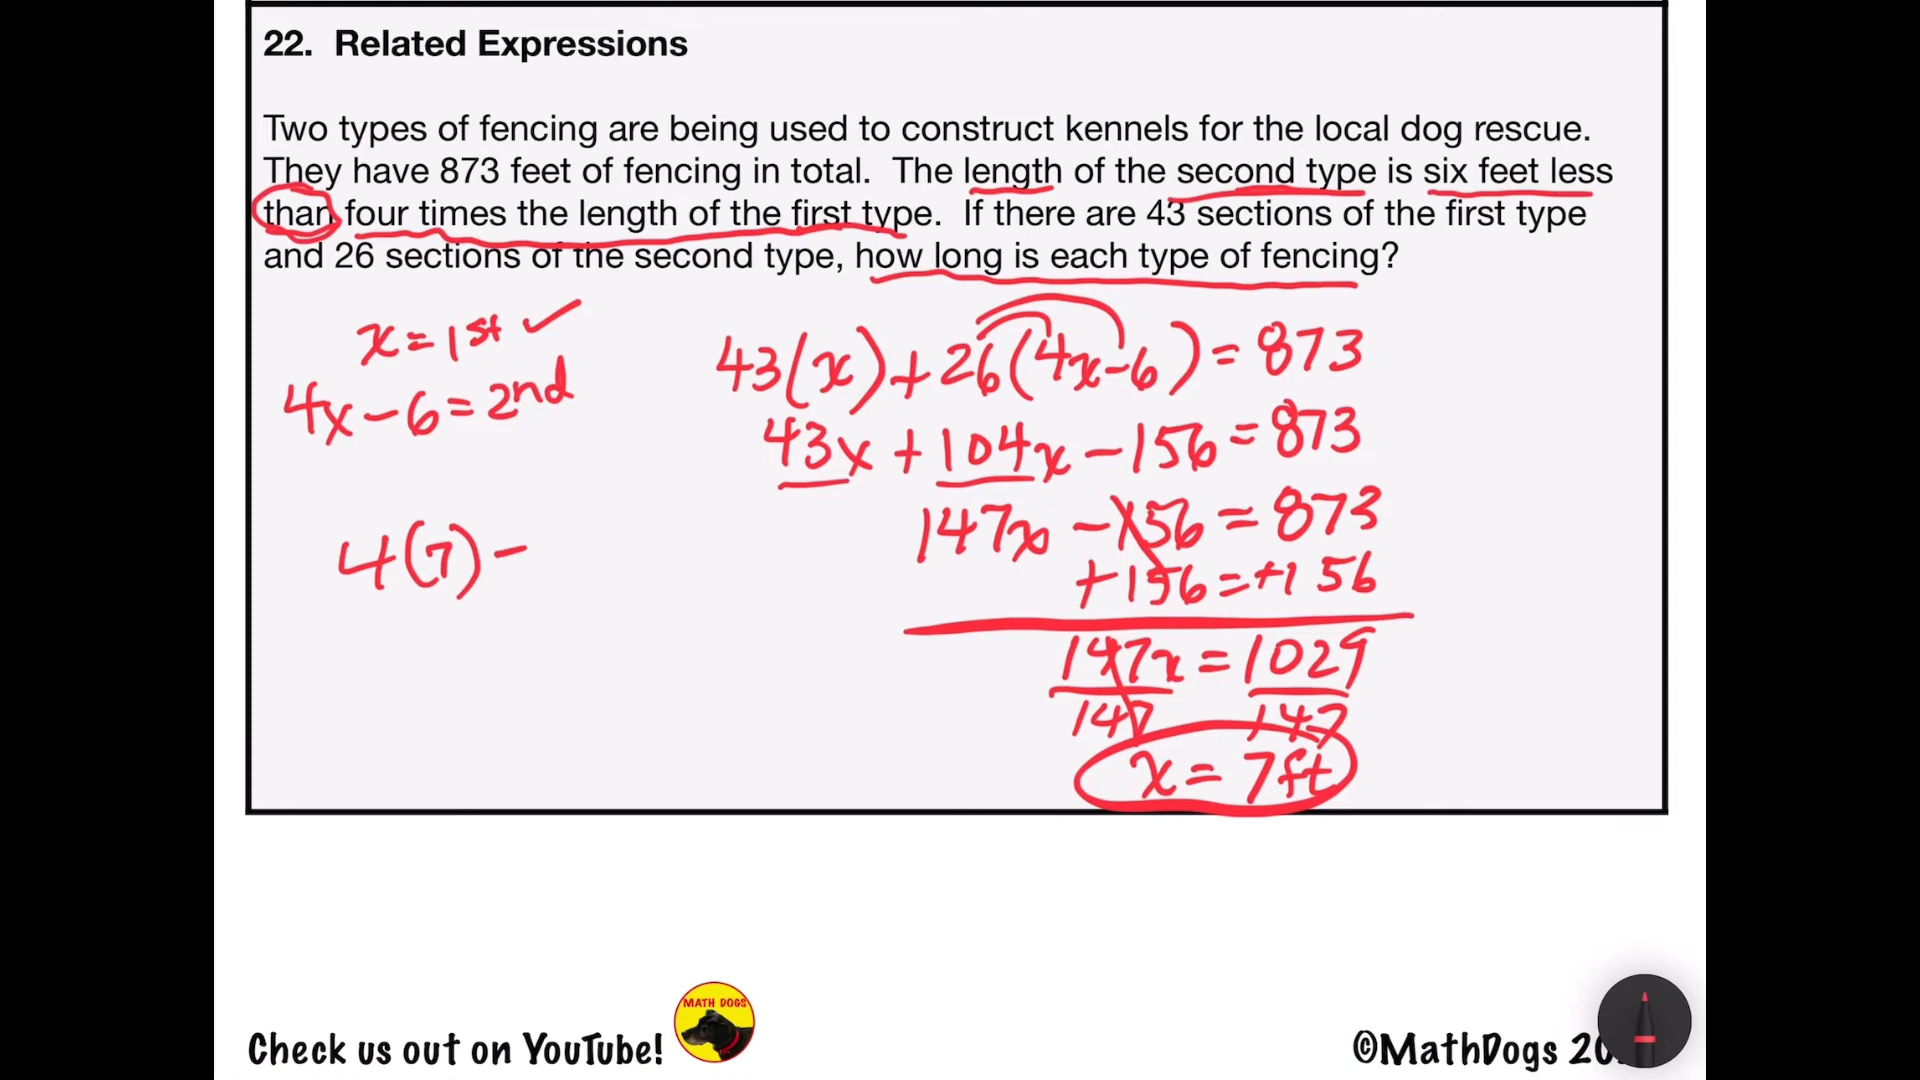 22. Related Expressions
Two types of fencing are being used to construct kennels for the local dog rescue.
They have 873 feet of fencing in total. The length of the second type is six feet less
than four times the length of the first type. If there are 43 sections of the first type
and 26 sections of the second type, how long is each type of fencing?
x = 1st ✓
4x - 6 = 2nd
4(7) -
43(x) + 26(4x - 6) = 873
43x + 104x - 156 = 873
147x - 156 = 873
+156 = +156
147x = 1029
147 147
x = 7ft
Check us out on YouTube!
MATH DOGS
©MathDogs